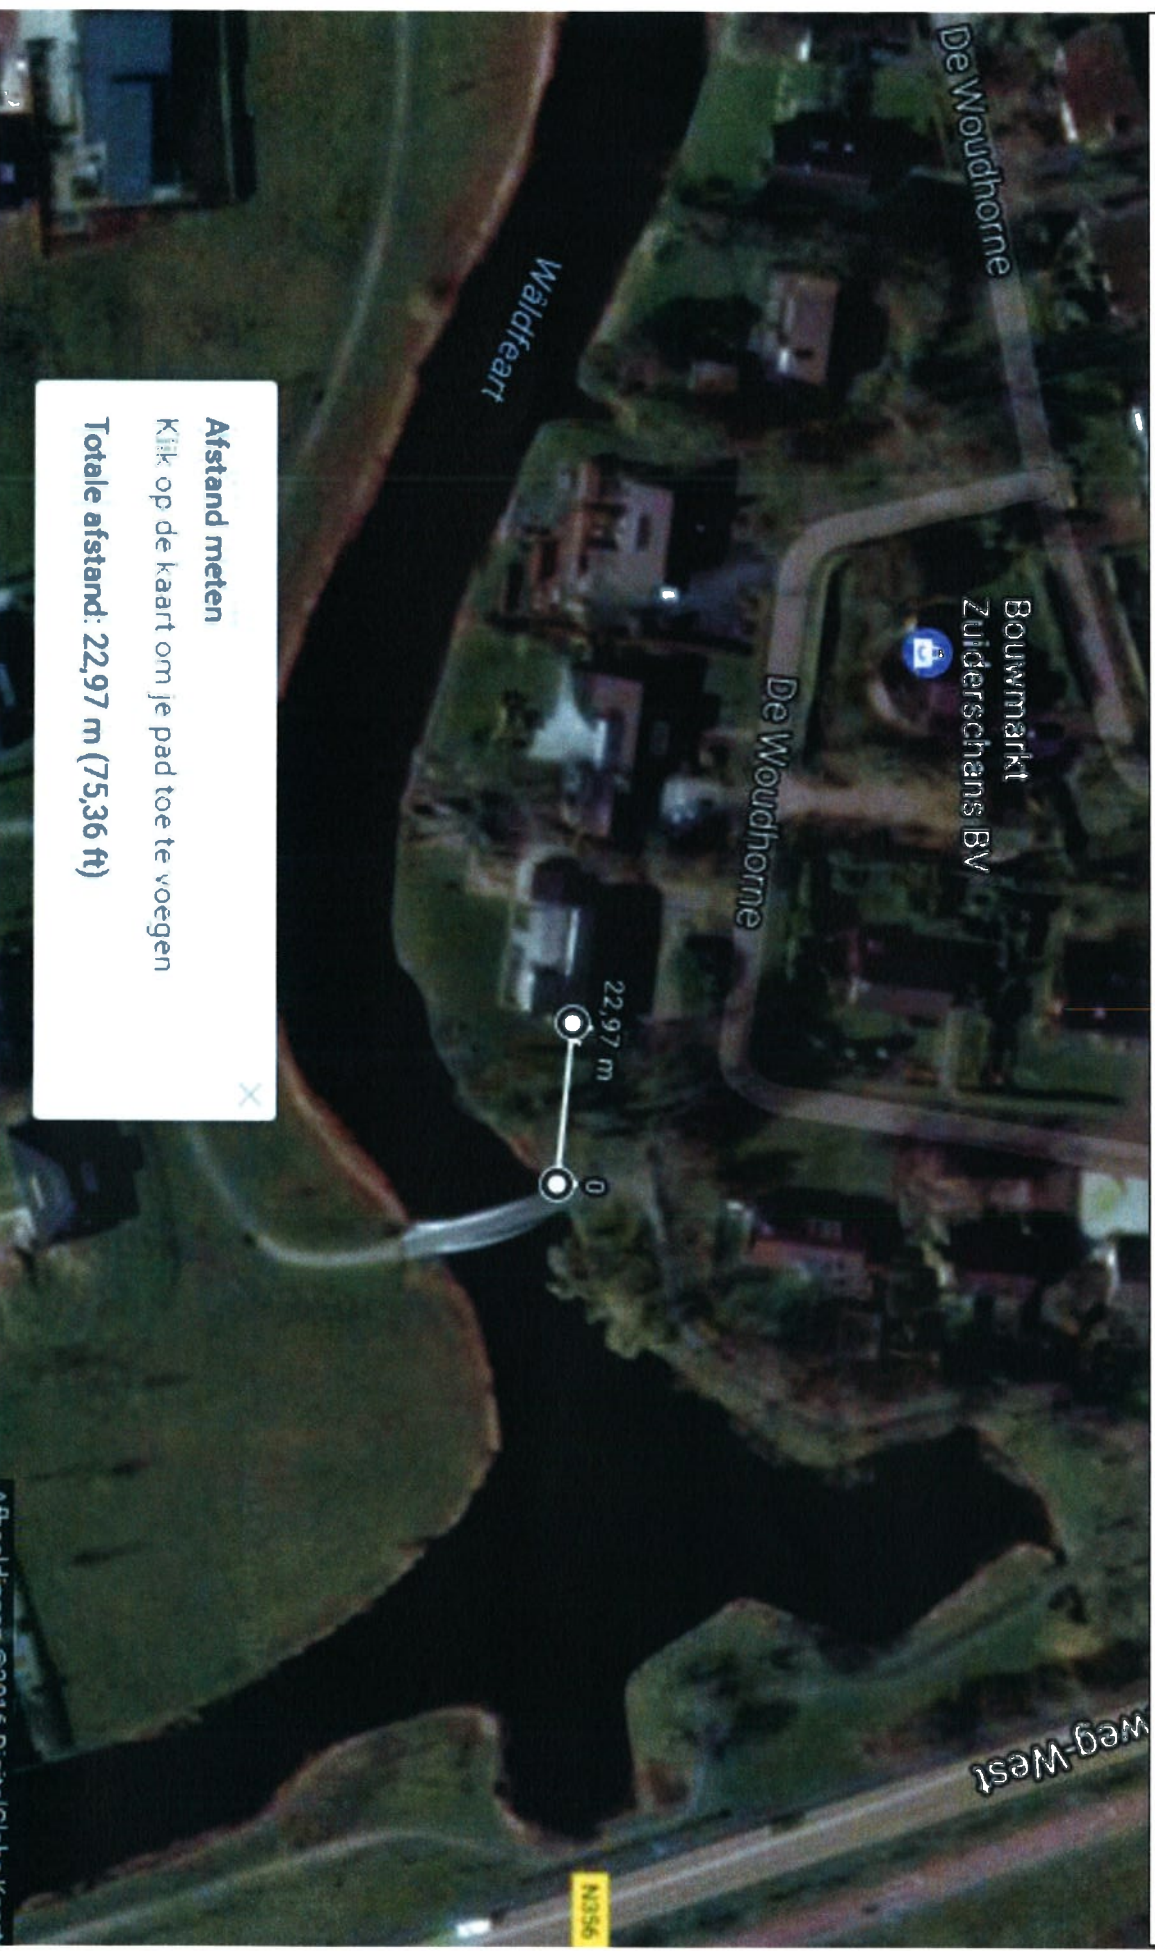 De Woudhorne
Wâldfeart
Bouwmarkt
Zuiderschans BV
De Woudhorne
22,97 m
0
weg-West
N356
Afstand meten
Klik op de kaart om je pad toe te voegen
Totale afstand: 22,97 m (75,36 ft)